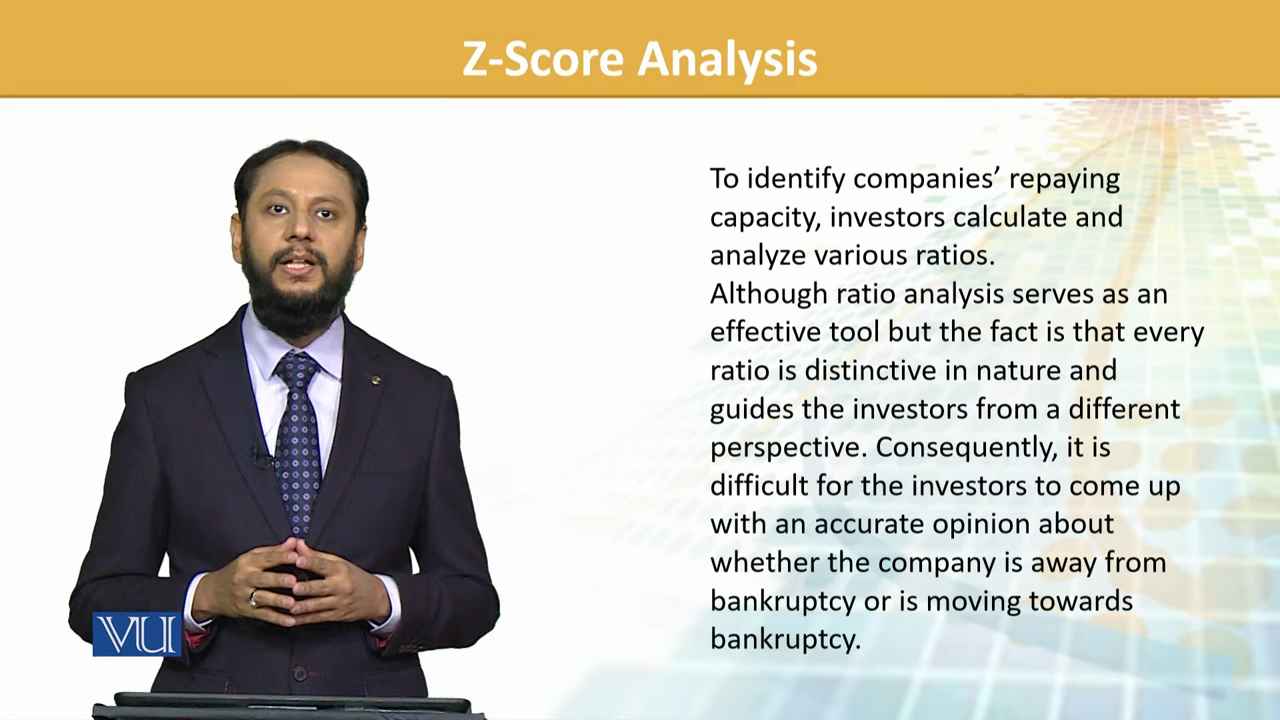 Z-Score Analysis
To identify companies’ repaying
capacity, investors calculate and
analyze various ratios.
Although ratio analysis serves as an
effective tool but the fact is that every
ratio is distinctive in nature and
guides the investors from a different
perspective. Consequently, it is
difficult for the investors to come up
with an accurate opinion about
whether the company is away from
bankruptcy or is moving towards
bankruptcy.
VU